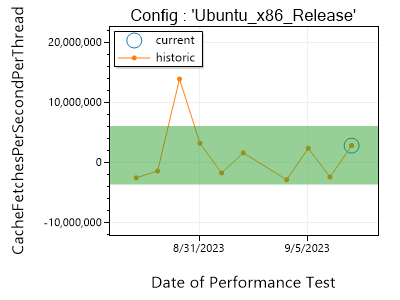 Config : 'Ubuntu_x86_Release'
CacheFetchesPerSecondPerThread
20,000,000
10,000,000
0
-10,000,000
current
historic
8/31/2023
9/5/2023
Date of Performance Test